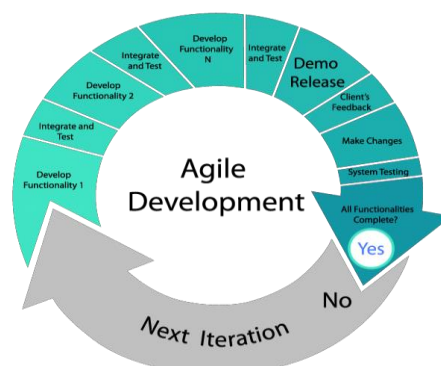 Develop
Functionality 1
Integrate and
Test
Develop
Functionality 2
Integrate
and Test
Develop
Functionality
N
Integrate
and Test
Demo
Release
Client's
Feedback
Make Changes
System Testing
All Functionalities
Complete?
Yes
No
Next Iteration
Agile
Development